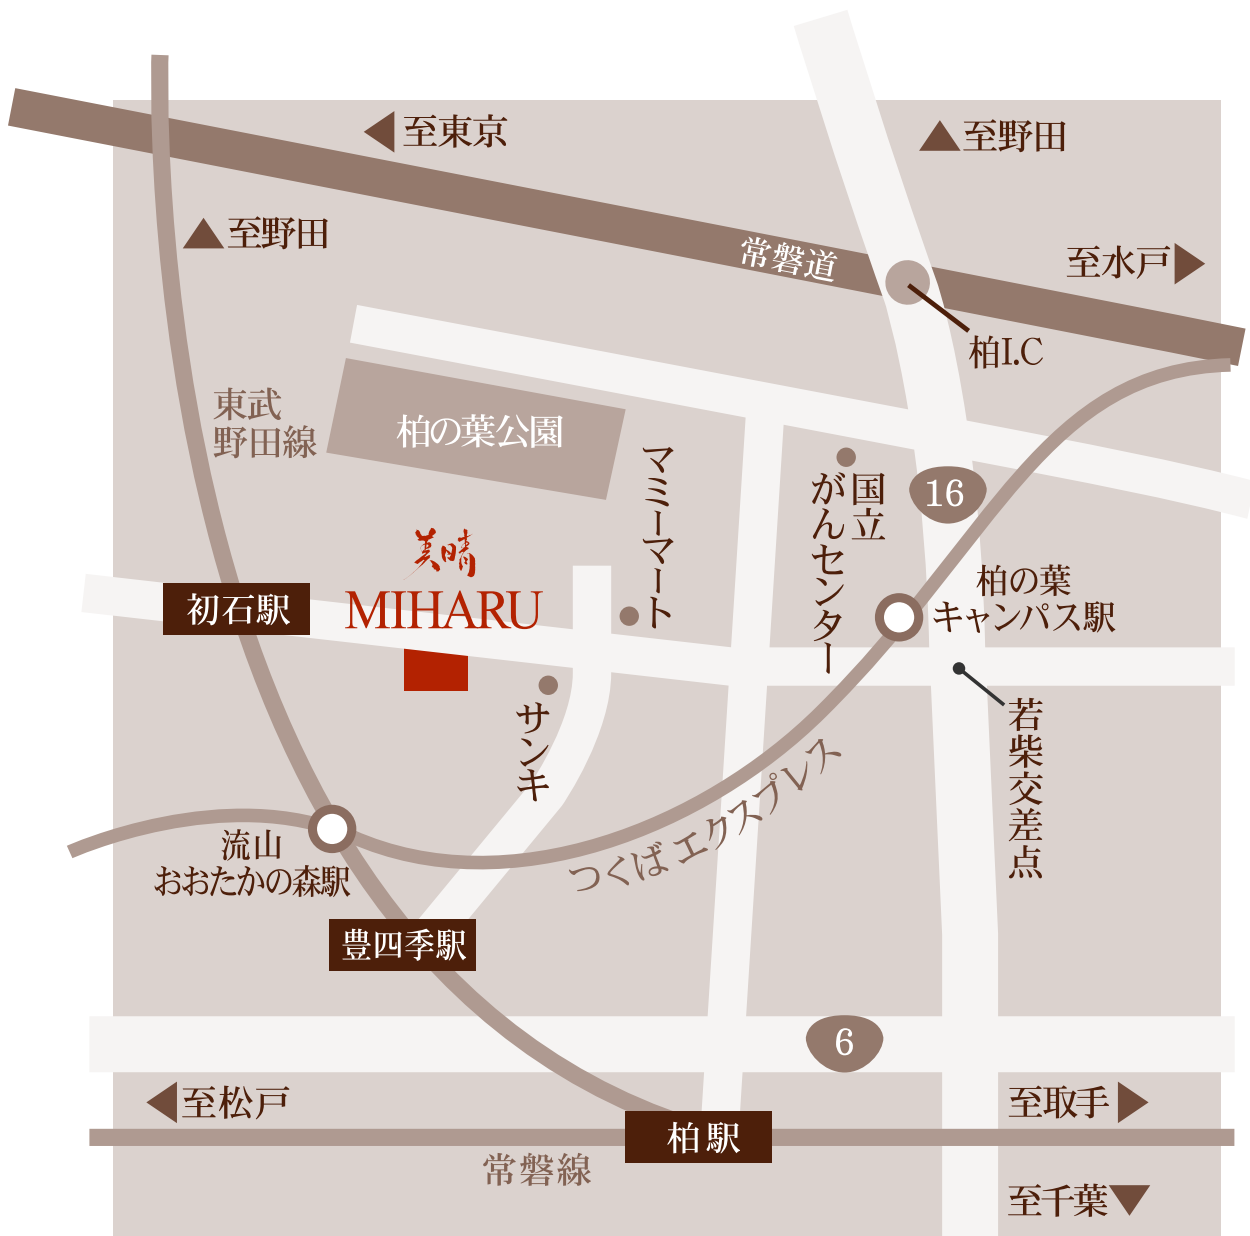 至東京
至野田
至野田
常磐道
至水戸
柏I.C
東武
野田線
柏の葉公園
マミーマート
国立
がんセンター
16
美晴
MIHARU
初石駅
柏の葉
キャンパス駅
サンキ
若柴交差点
つくばエクスプレス
流山
おおたかの森駅
豊四季駅
6
至松戸
至取手
柏駅
常磐線
至千葉